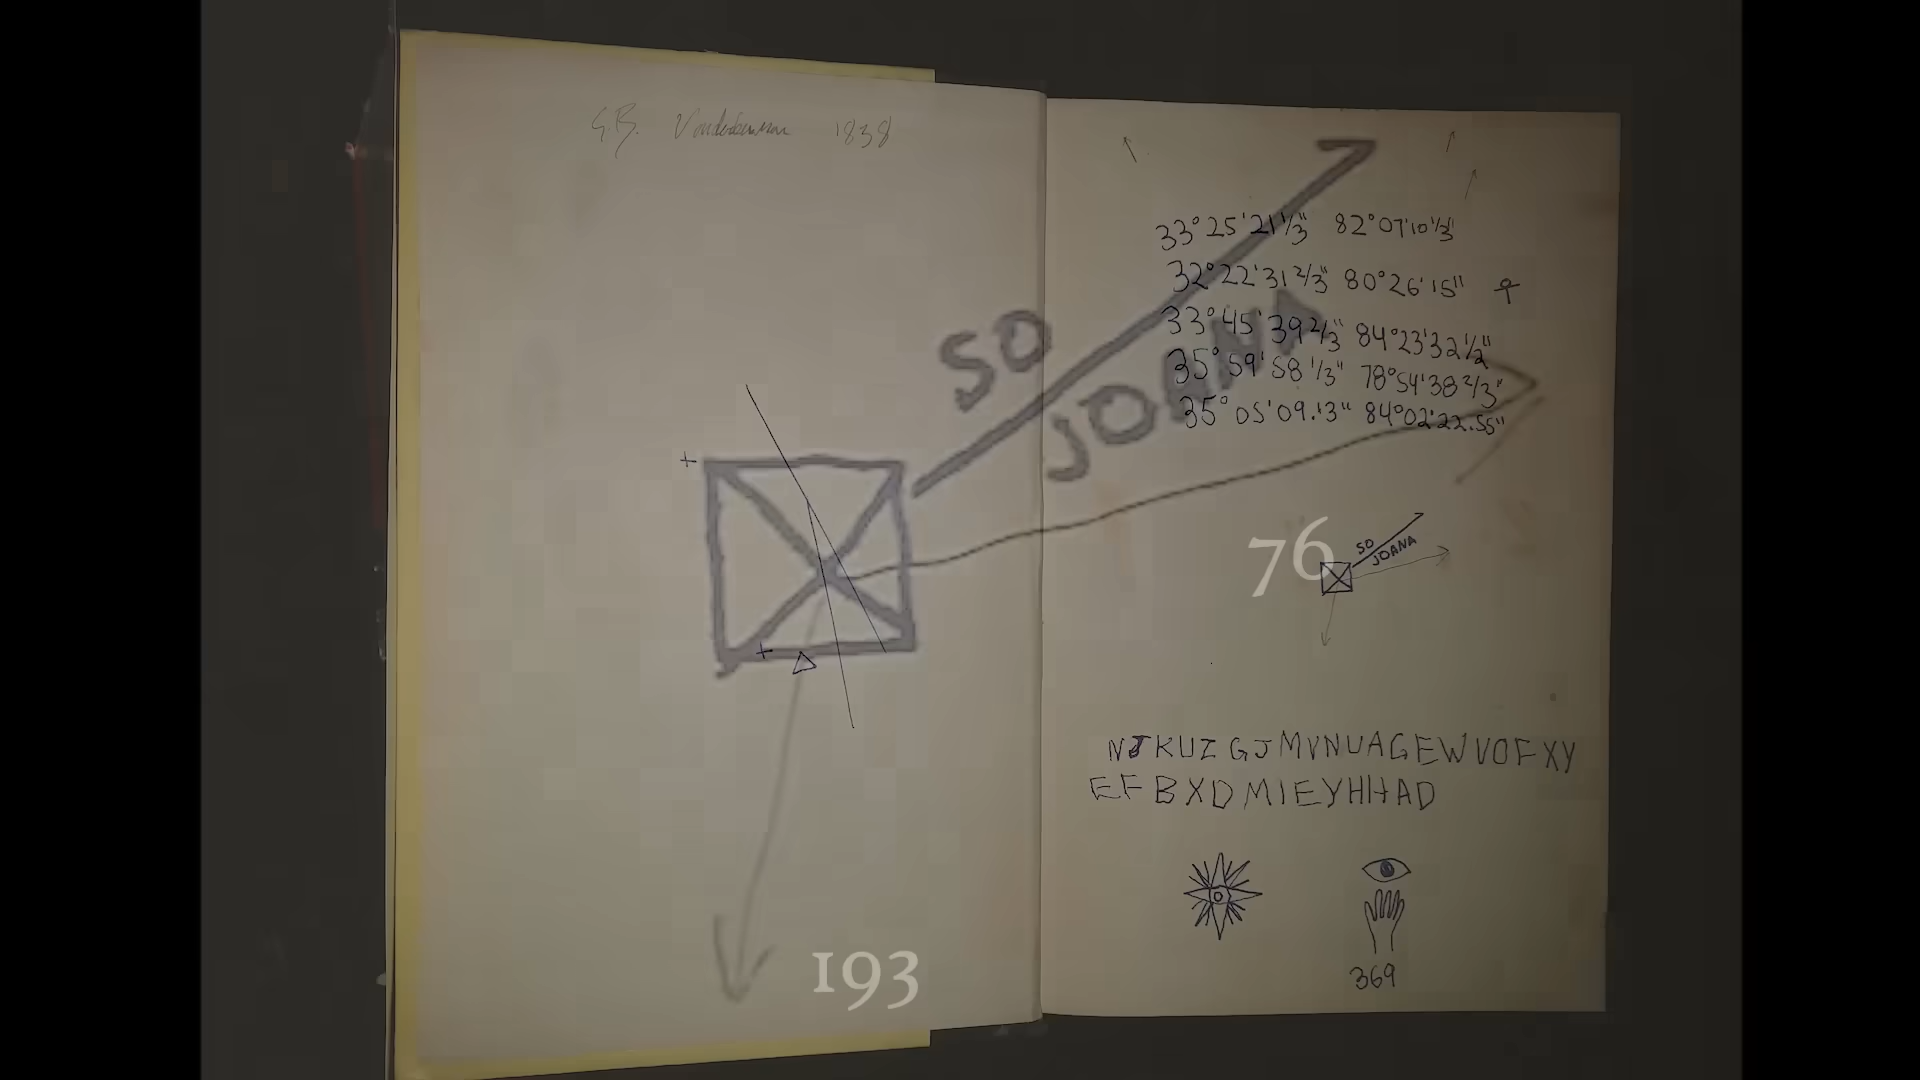 G.B. 1838
33°25'21⅓" 82°07'10⅓"
32°22'31⅔" 80°26'15"
33°45'39⅔" 84°23'32½"
35°59'58⅓" 78°54'38⅔"
35°05'09.13" 84°02'22.55"
SO
JOANA
76
SO
JOANA
NJKUZGJMVNUAGEWVOFXY
EFBXDMIEYHHAD
193
369